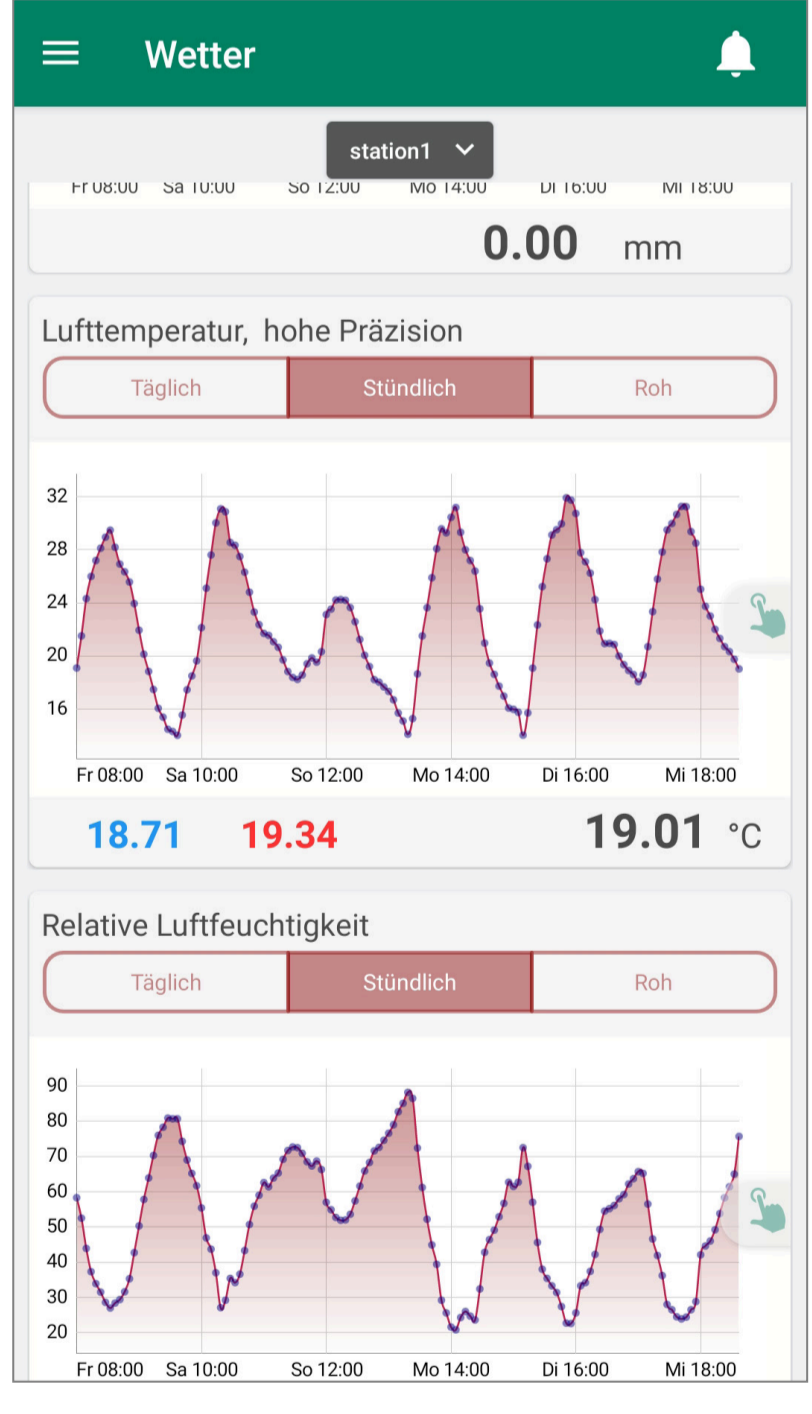 Wetter
station1
Fr 08:00 Sa 10:00 So 12:00 Mo 14:00 Di 16:00 Mi 18:00
0.00 mm
Lufttemperatur, hohe Präzision
Täglich Stündlich Roh
32
28
24
20
16
Fr 08:00 Sa 10:00 So 12:00 Mo 14:00 Di 16:00 Mi 18:00
18.71 19.34 19.01 °C
Relative Luftfeuchtigkeit
Täglich Stündlich Roh
90
80
70
60
50
40
30
20
Fr 08:00 Sa 10:00 So 12:00 Mo 14:00 Di 16:00 Mi 18:00